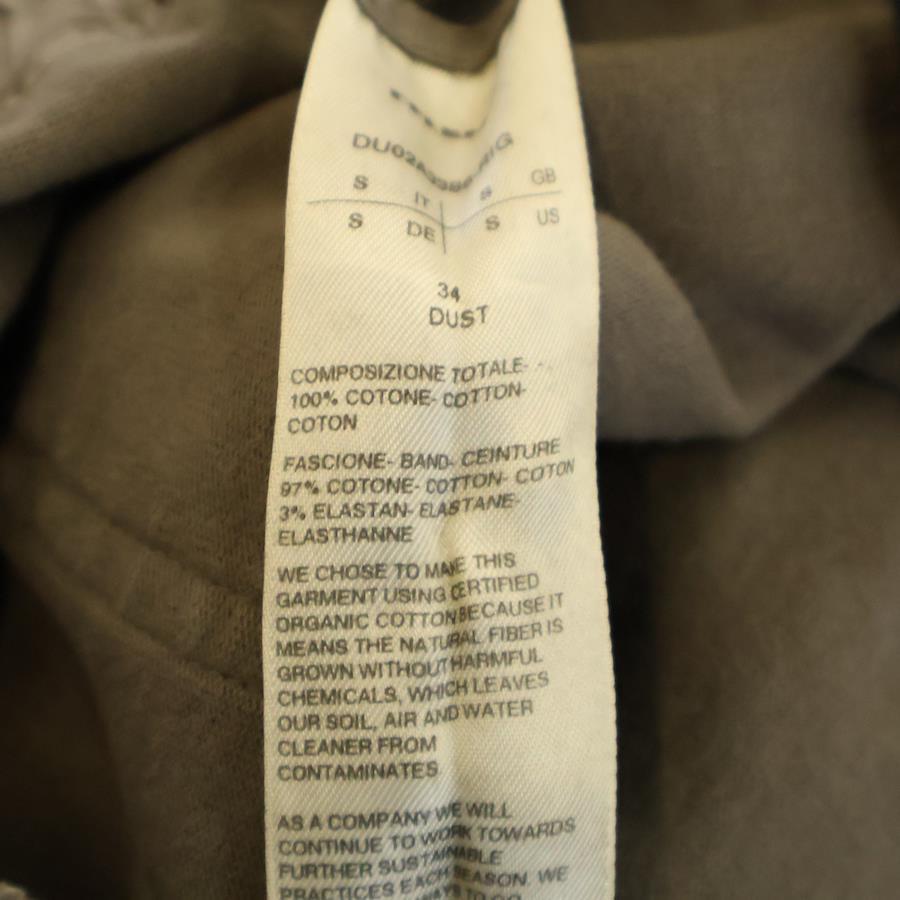 S IT S GB
S DE S US
34
DUST
COMPOSIZIONE TOTALE-
100% COTONE- COTTON-
COTON
FASCIONE- BAND- CEINTURE
97% COTONE- COTTON- COTON
3% ELASTAN- ELASTANE-
ELASTHANNE
WE CHOSE TO MAKE THIS
GARMENT USING CERTIFIED
ORGANIC COTTON BECAUSE IT
MEANS THE NATURAL FIBER IS
GROWN WITHOUT HARMFUL
CHEMICALS, WHICH LEAVES
OUR SOIL, AIR AND WATER
CLEANER FROM
CONTAMINATES
AS A COMPANY WE WILL
CONTINUE TO WORK TOWARDS
FURTHER SUSTAINABLE
PRACTICES EACH SEASON. WE